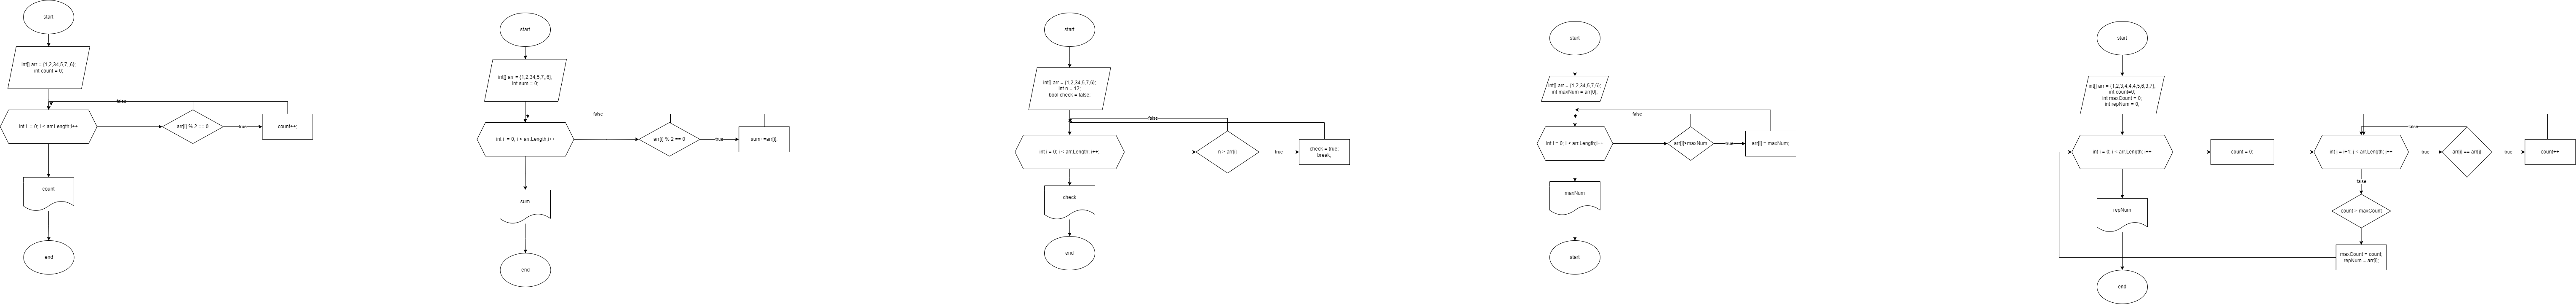 start
int[] arr = {1,2,34,5,7,,6};
int count = 0;
false
int i  = 0; i < arr.Length;i++
arr[i] % 2 == 0
true
count++;
count
end
start
int[] arr = {1,2,34,5,7,,6};
int sum = 0;
false
int i  = 0; i < arr.Length;i++
arr[i] % 2 == 0
true
sum+=arr[i];
sum
end
start
int[] arr = {1,2,34,5,7,6};
int n = 12;
bool check = false;
false
int i = 0; i < arr.Length; i++;
n > arr[i]
true
check = true;
break;
check
end
start
int[] arr = {1,2,34,5,7,6};
int maxNum = arr[0];
false
int i = 0; i < arr.Length;i++
arr[i]>maxNum
true
arr[i] = maxNum;
maxNum
start
start
int[] arr = {1,2,3,4,4,4,5,6,3,7};
int count=0;
int maxCount = 0;
int repNum = 0;
false
int i = 0; i < arr.Length; i++
count = 0;
int j = i+1; j < arr.Length; j++
true
arr[i] == arr[j]
true
count++
false
count > maxCount
repNum
maxCount = count;
repNum = arr[i];
end